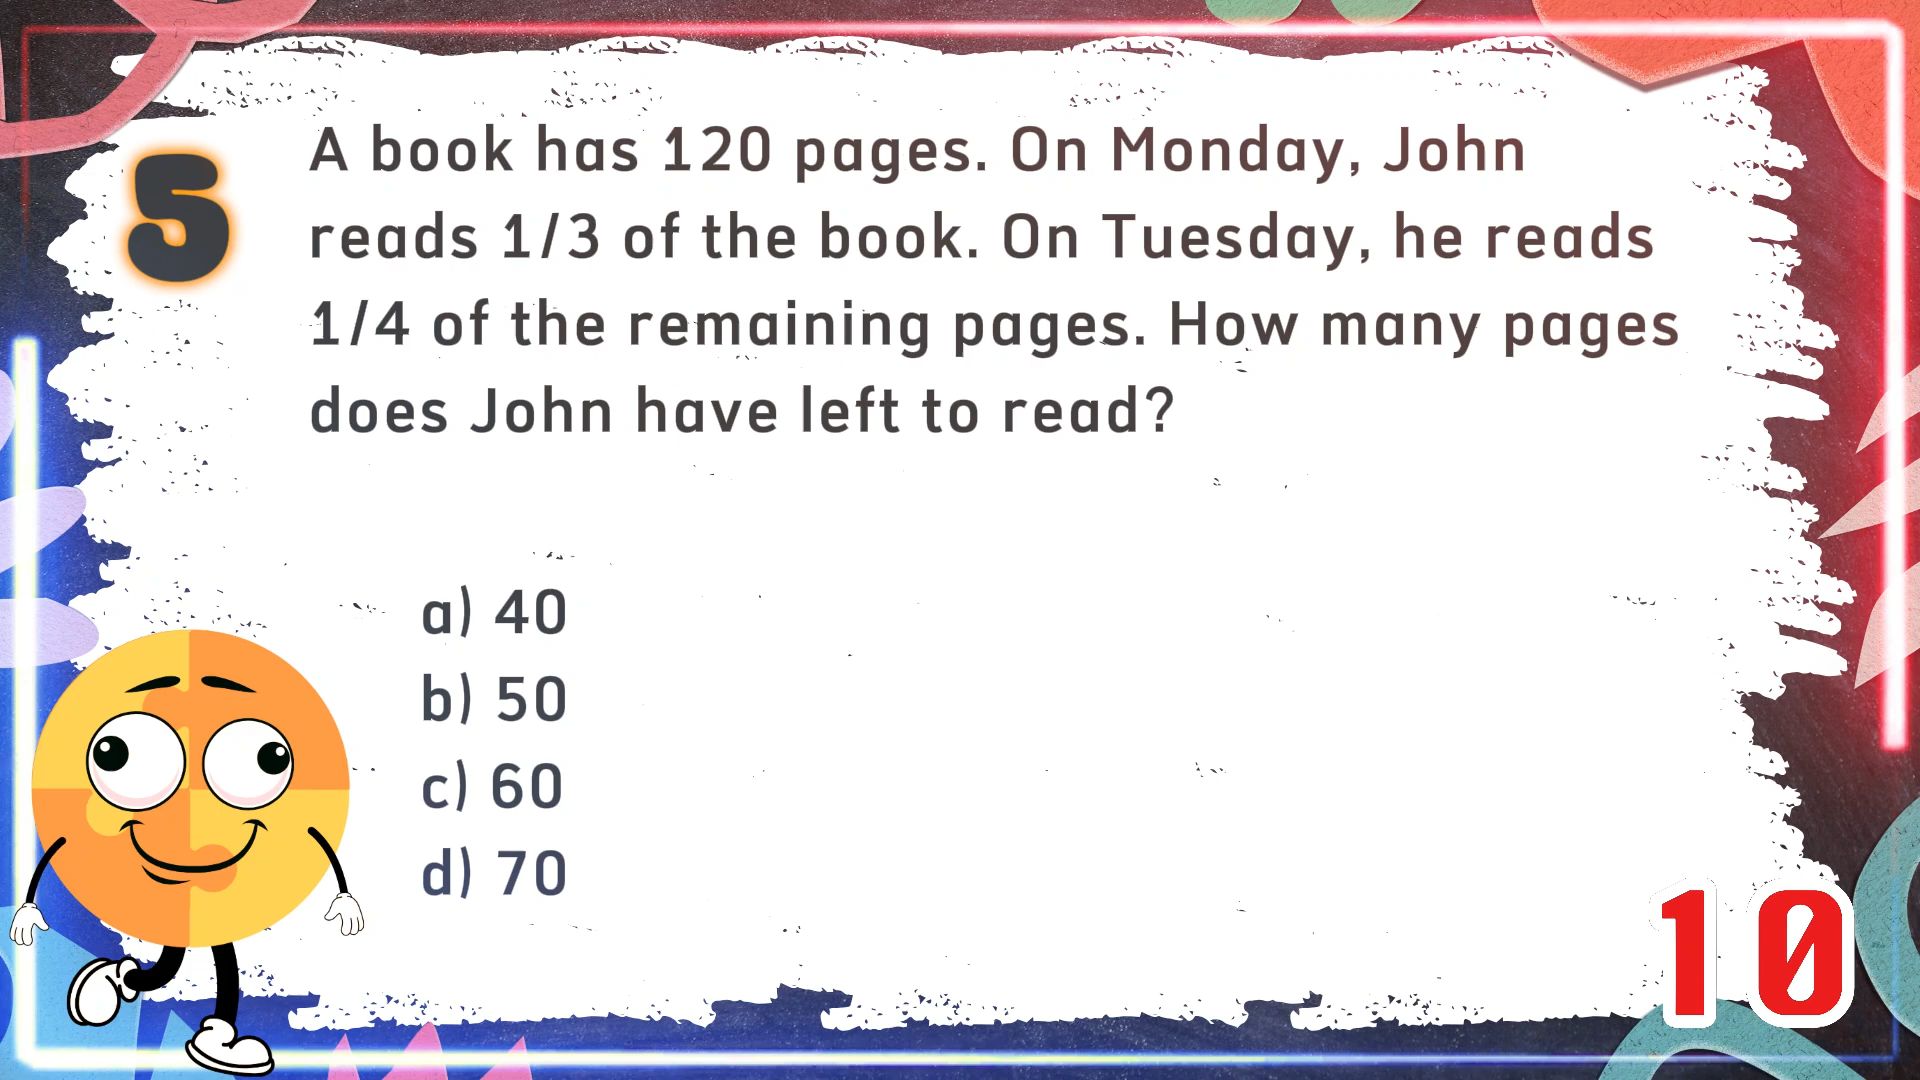 5
A book has 120 pages. On Monday, John
reads 1/3 of the book. On Tuesday, he reads
1/4 of the remaining pages. How many pages
does John have left to read?
a) 40
b) 50
c) 60
d) 70
10